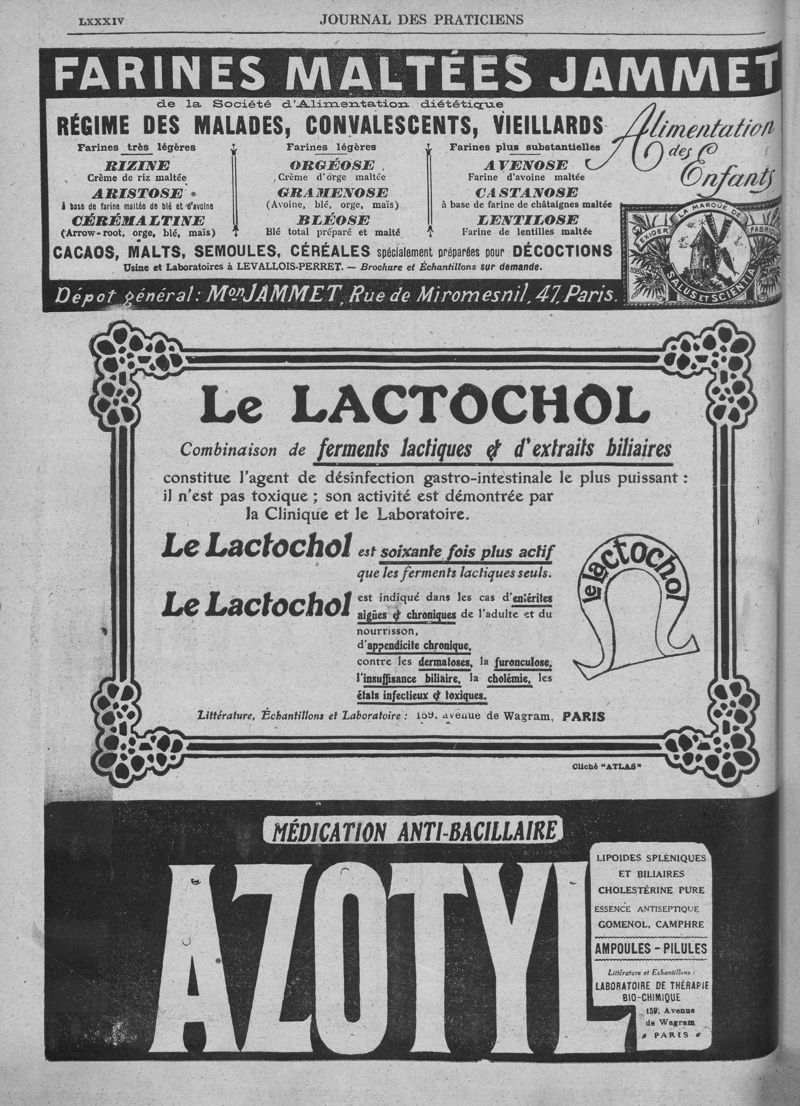 LXXXIV JOURNAL DES PRATICIENS
FARINES MALTÉES JAMMET
de la Société d'Alimentation diététique
RÉGIME DES MALADES, CONVALESCENTS, VIEILLARDS
Alimentation
des
Enfants
Farines très légères
RIZINE
Crème de riz maltée
ARISTOSE
à base de farine maltée de blé et d'avoine
CÉRÉMALTINE
(Arrow-root, orge, blé, maïs)
Farines légères
ORGÉOSE
Crème d'orge maltée
GRAMENOSE
(Avoine, blé, orge, maïs)
BLÉOSE
Blé total préparé et malté
Farines plus substantielles
AVENOSE
Farine d'avoine maltée
CASTANOSE
à base de farine de châtaignes maltée
LENTILOSE
Farine de lentilles maltée
EXIGER LA MARQUE DE FABRIQUE
SALUS ET SCIENTIA
CACAOS, MALTS, SEMOULES, CÉRÉALES spécialement préparées pour DÉCOCTIONS
Usine et Laboratoires à LEVALLOIS-PERRET. — Brochure et Échantillons sur demande.
Dépot général: Mon JAMMET, Rue de Miromesnil, 47, Paris.
Le LACTOCHOL
Combinaison de ferments lactiques & d'extraits biliaires
constitue l'agent de désinfection gastro-intestinale le plus puissant :
il n'est pas toxique ; son activité est démontrée par
la Clinique et le Laboratoire.
Le Lactochol est soixante fois plus actif
que les ferments lactiques seuls.
Le Lactochol est indiqué dans les cas d'entérites
aigües & chroniques de l'adulte et du
nourrisson,
d'appendicite chronique,
contre les dermatoses, la furonculose,
l'insuffisance biliaire, la cholémie, les
états infectieux & toxiques.
le lactochol
Littérature, Échantillons et Laboratoire : 159, avenue de Wagram, PARIS
Cliché "ATLAS"
MÉDICATION ANTI-BACILLAIRE
AZOTYL
LIPOIDES SPLÉNIQUES
ET BILIAIRES
CHOLESTÉRINE PURE
ESSENCE ANTISEPTIQUE
GOMENOL, CAMPHRE
AMPOULES - PILULES
Littérature et Echantillons :
LABORATOIRE DE THÉRAPIE
BIO-CHIMIQUE
159, Avenue
de Wagram
PARIS